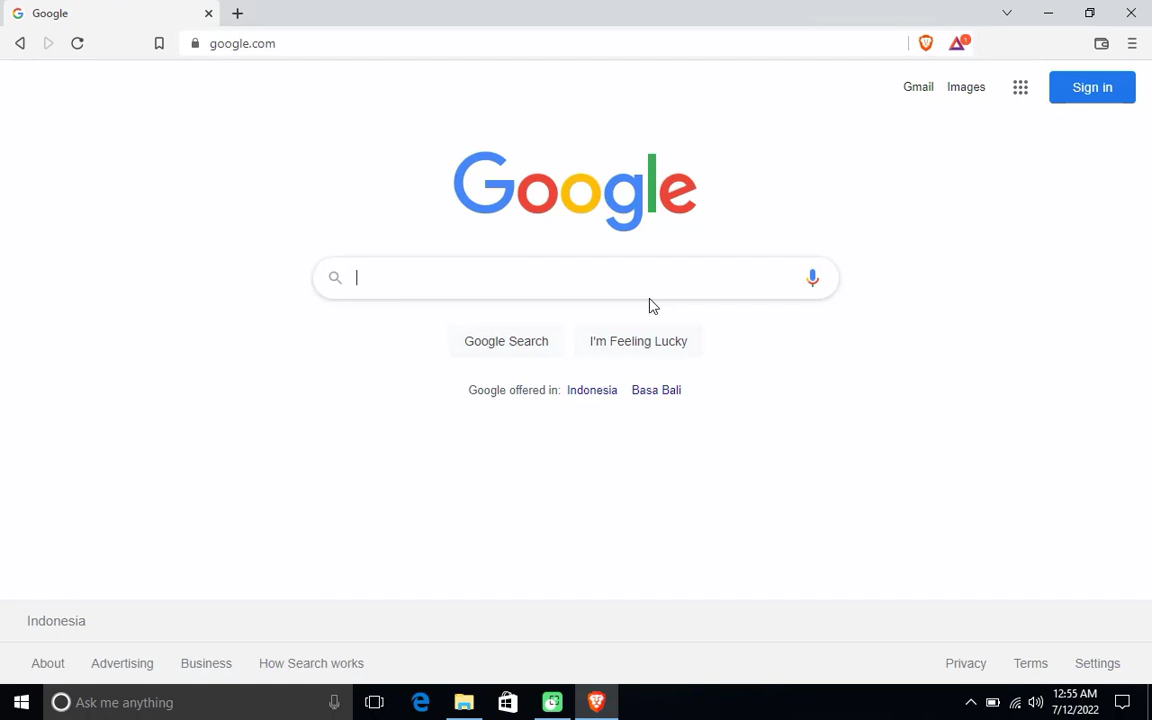 Google
google.com
1
Gmail Images Sign in
Google
Google Search I'm Feeling Lucky
Google offered in: Indonesia Basa Bali
Indonesia
About Advertising Business How Search works Privacy Terms Settings
Ask me anything
12:55 AM
7/12/2022